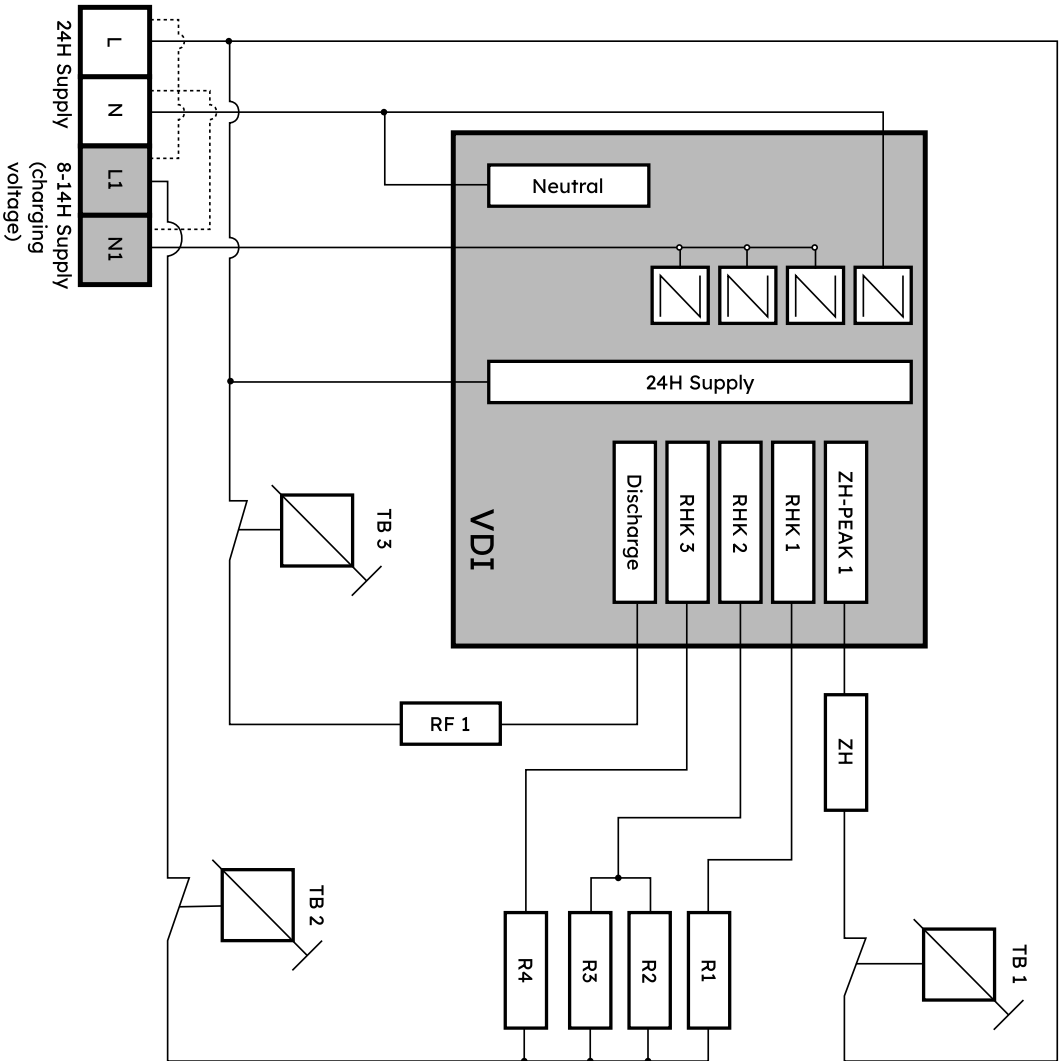 L
N
L1
N1
24H Supply
8-14H Supply
(charging
voltage)
Neutral
24H Supply
Discharge
RHK 3
RHK 2
RHK 1
ZH-PEAK 1
VDI
TB 3
RF 1
ZH
TB 2
R4
R3
R2
R1
TB 1